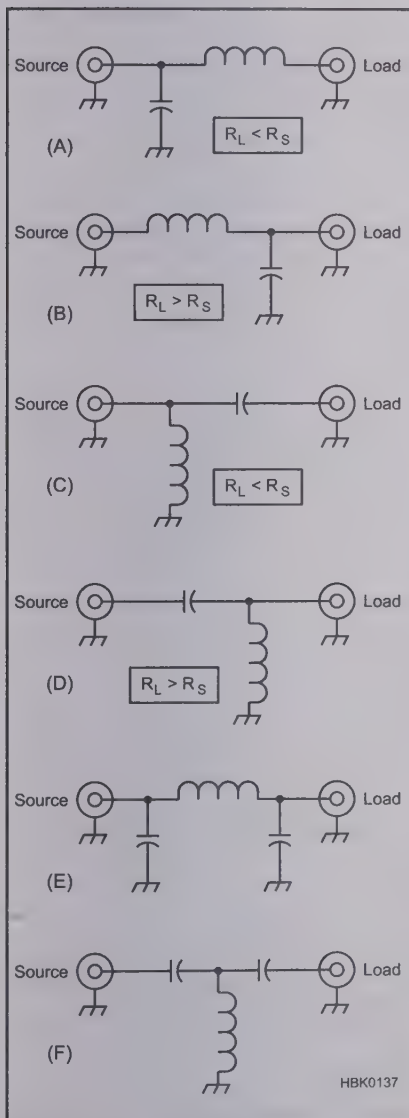 Source Load
(A) R_L < R_S
Source Load
(B) R_L > R_S
Source Load
(C) R_L < R_S
Source Load
(D) R_L > R_S
Source Load
(E)
Source Load
(F)
HBK0137